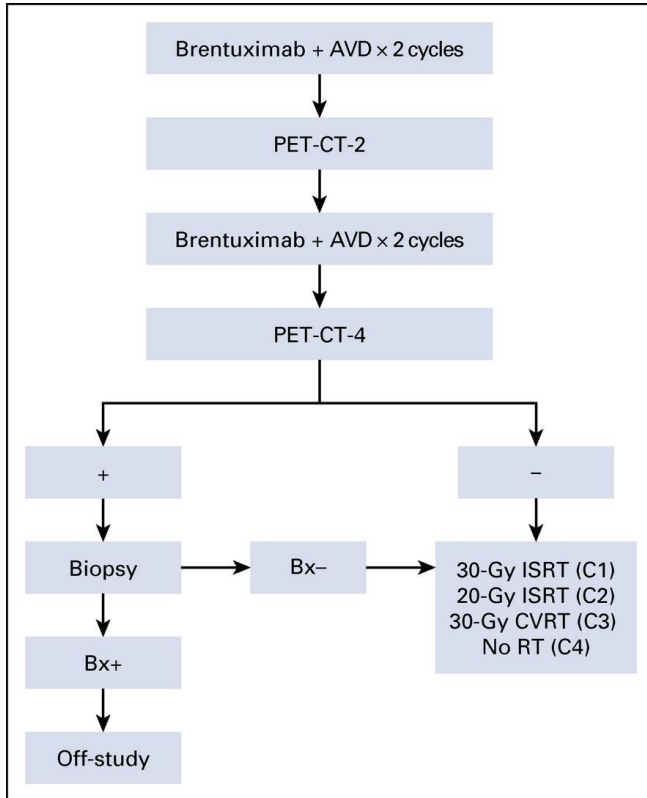 Brentuximab + AVD × 2 cycles
PET-CT-2
Brentuximab + AVD × 2 cycles
PET-CT-4
+
−
Biopsy
Bx−
30-Gy ISRT (C1)
20-Gy ISRT (C2)
30-Gy CVRT (C3)
No RT (C4)
Bx+
Off-study